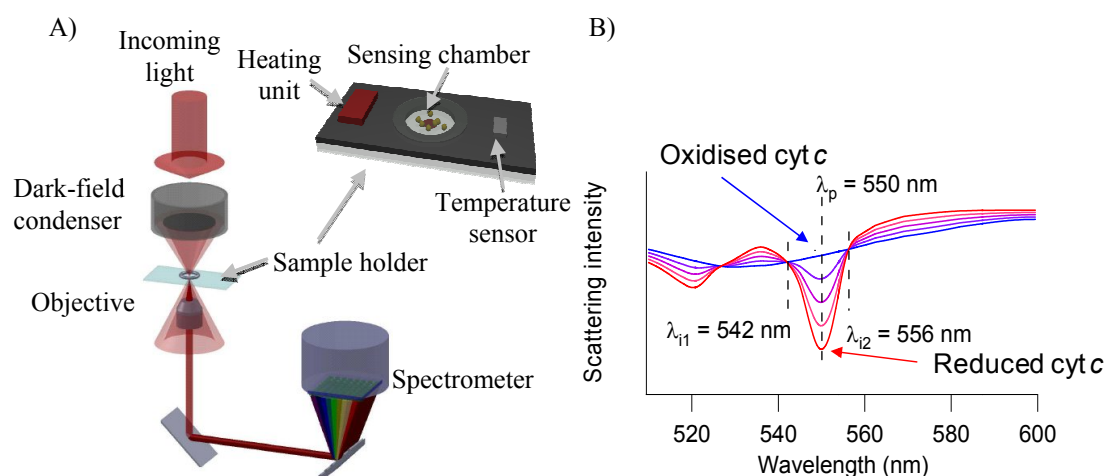 A)
Incoming
light
Heating
unit
Sensing chamber
Dark-field
condenser
Temperature
sensor
Sample holder
Objective
Spectrometer
B)
Oxidised cyt c
λp = 550 nm
λi1 = 542 nm
λi2 = 556 nm
Reduced cyt c
Scattering intensity
520 540 560 580 600
Wavelength (nm)